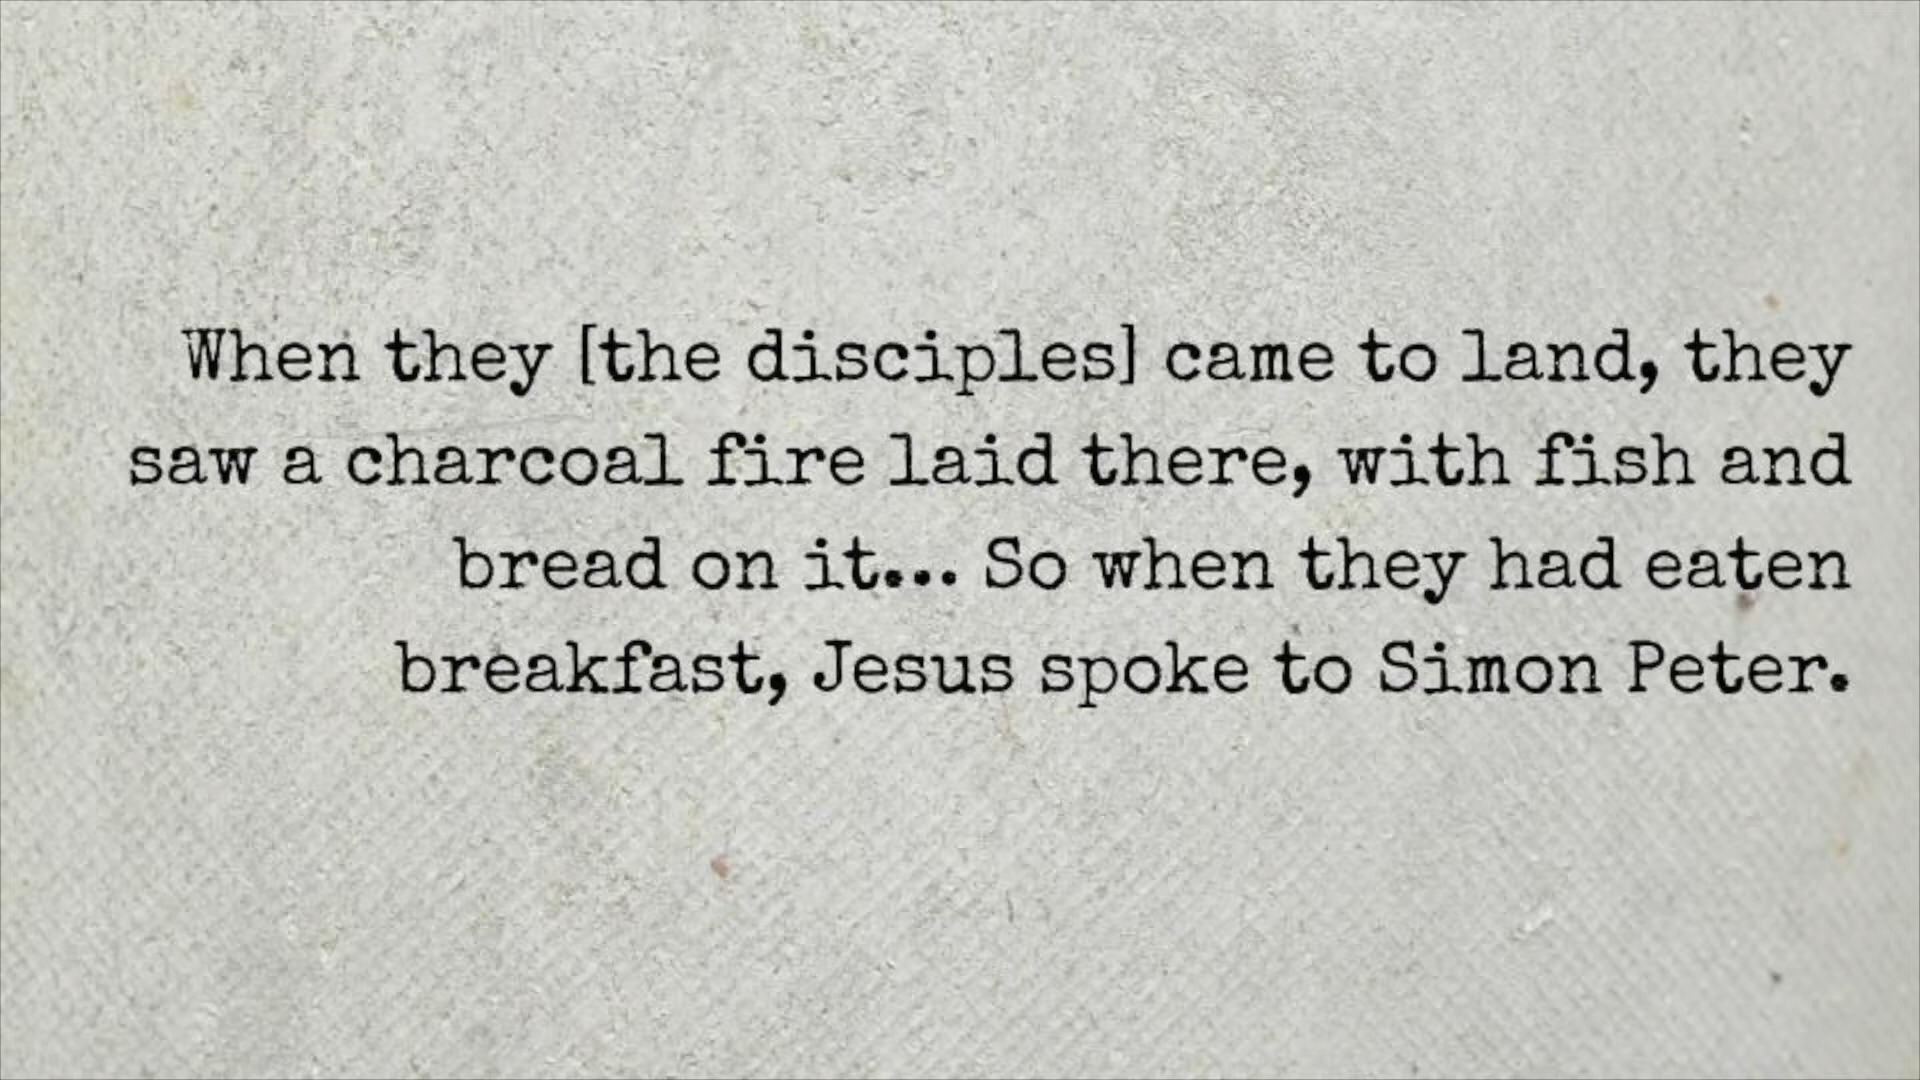 When they [the disciples] came to land, they
saw a charcoal fire laid there, with fish and
bread on it... So when they had eaten
breakfast, Jesus spoke to Simon Peter.